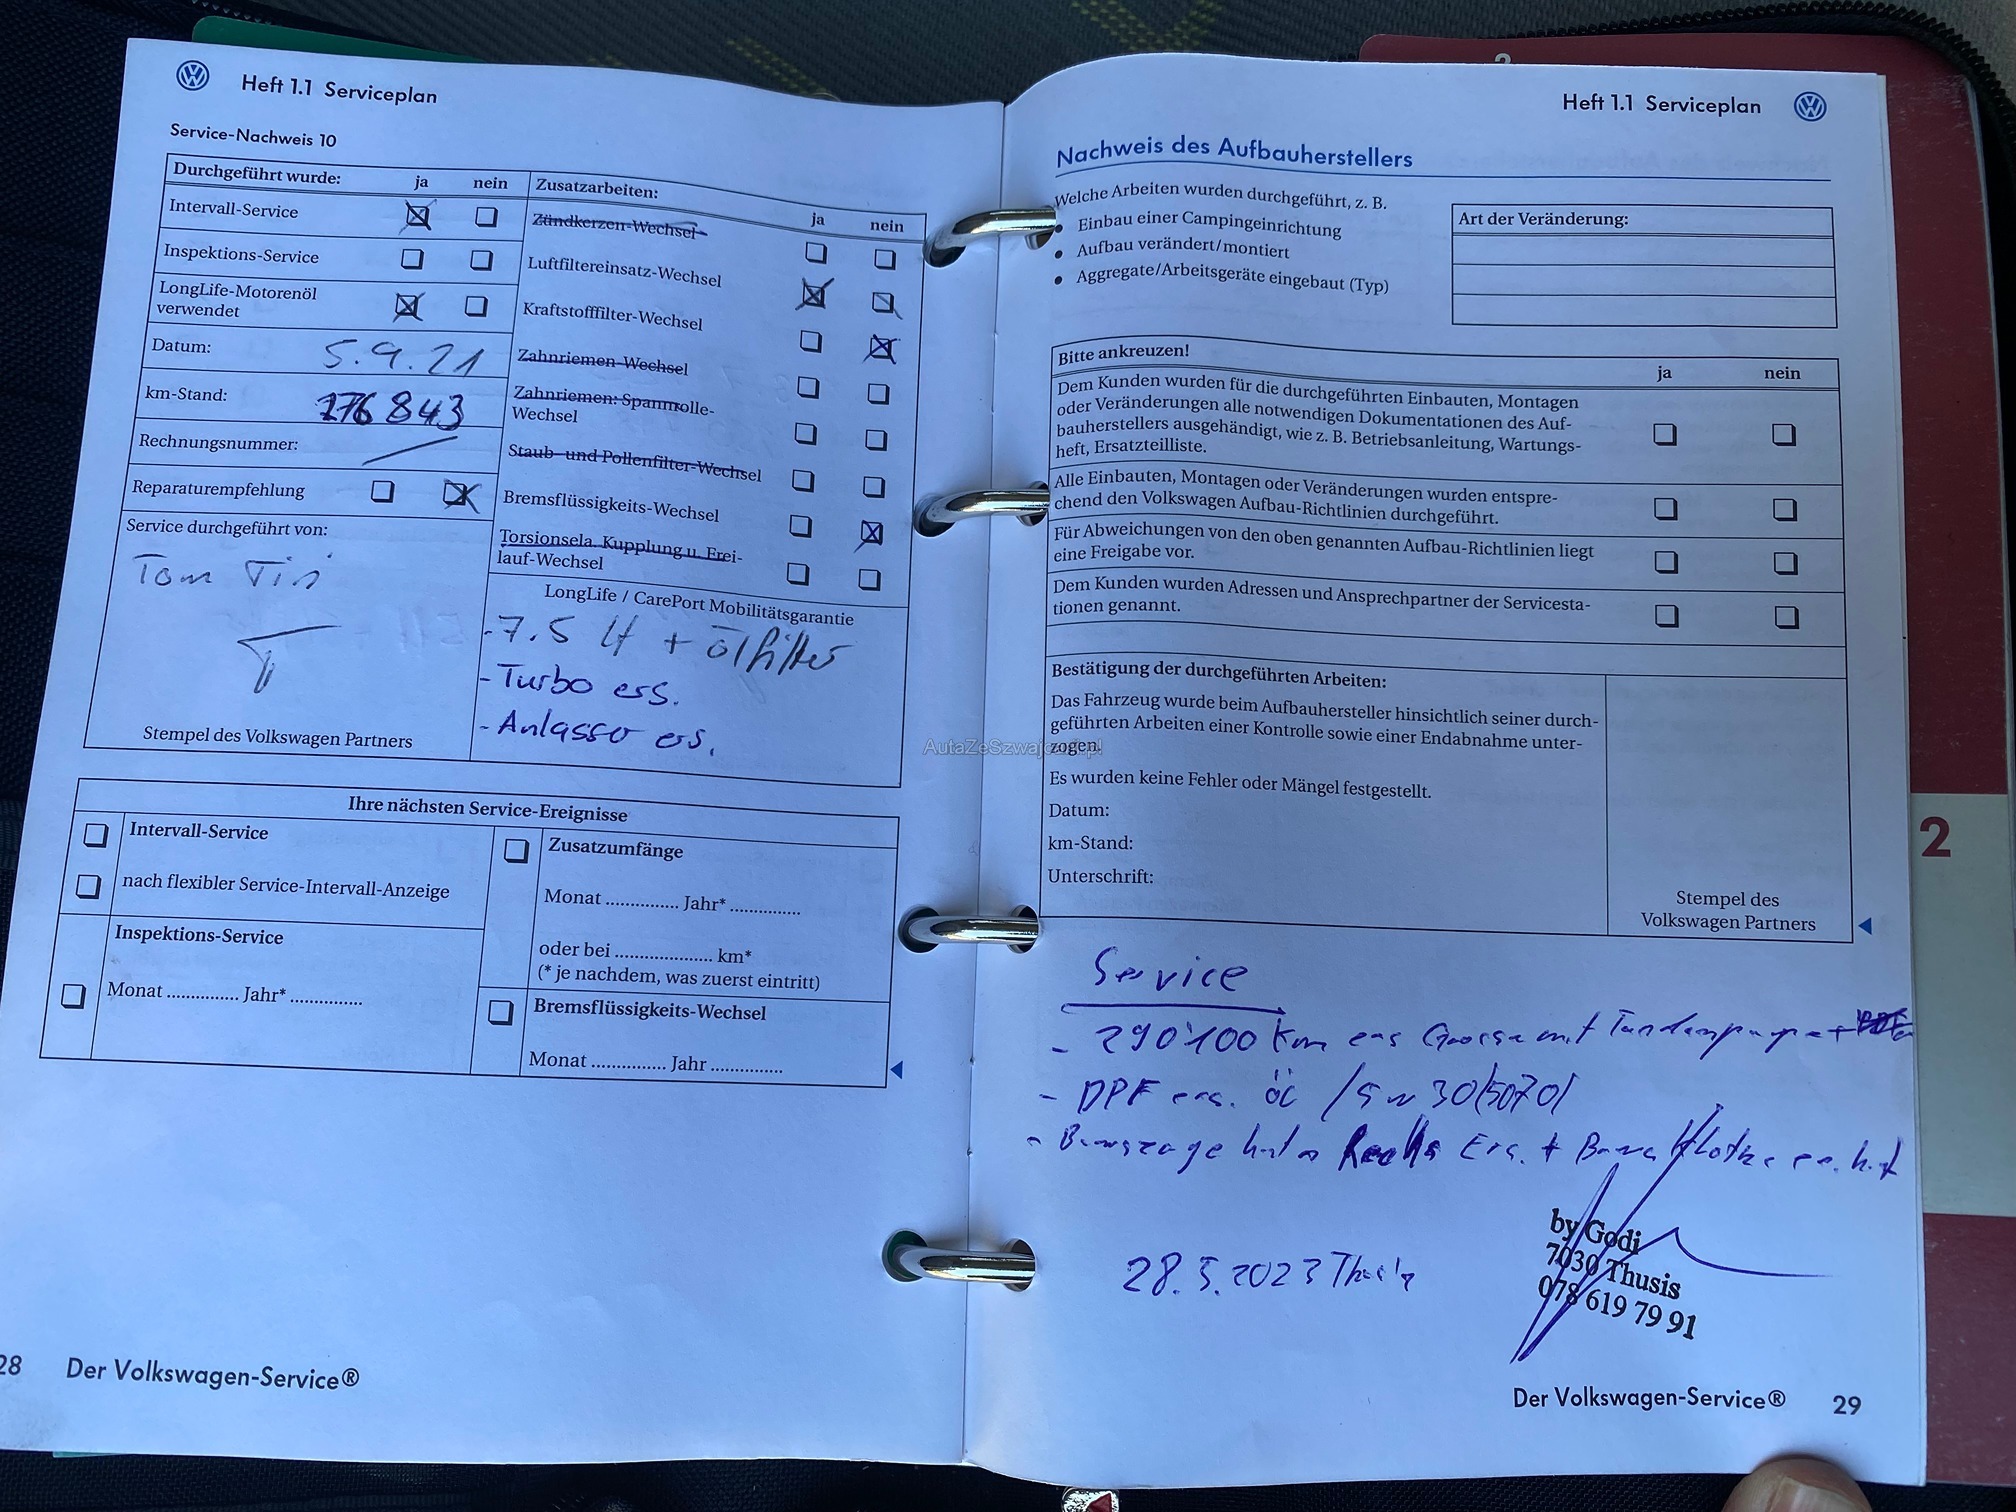 Heft 1.1 Serviceplan
Service-Nachweis 10
Durchgeführt wurde: ja nein
Intervall-Service
Inspektions-Service
LongLife-Motorenöl
verwendet
Datum: 5.9.21
km-Stand: 276 843
Rechnungsnummer:
Reparaturempfehlung
Service durchgeführt von:
Tom
Stempel des Volkswagen Partners
Zusatzarbeiten:
ja nein
Zündkerzen-Wechsel
Luftfiltereinsatz-Wechsel
Kraftstofffilter-Wechsel
Zahnriemen-Wechsel
Zahnriemen: Spannrolle-
Wechsel
Staub- und Pollenfilter-Wechsel
Bremsflüssigkeits-Wechsel
Torsionsela. Kupplung u. Frei-
lauf-Wechsel
LongLife / CarePort Mobilitätsgarantie
- 7.5 lt + ölfilter
- Turbo ers.
- Anlasser ers.
Ihre nächsten Service-Ereignisse
Intervall-Service
nach flexibler Service-Intervall-Anzeige
Inspektions-Service
Monat ............... Jahr* ...............
Zusatzumfänge
Monat ............... Jahr* ...............
oder bei .................... km*
(* je nachdem, was zuerst eintritt)
Bremsflüssigkeits-Wechsel
Monat ............... Jahr ...............
28 Der Volkswagen-Service®
Heft 1.1 Serviceplan
Nachweis des Aufbauherstellers
Welche Arbeiten wurden durchgeführt, z. B.
• Einbau einer Campingeinrichtung
• Aufbau verändert/montiert
• Aggregate/Arbeitsgeräte eingebaut (Typ)
Art der Veränderung:
Bitte ankreuzen!
ja nein
Dem Kunden wurden für die durchgeführten Einbauten, Montagen
oder Veränderungen alle notwendigen Dokumentationen des Auf-
bauherstellers ausgehändigt, wie z. B. Betriebsanleitung, Wartungs-
heft, Ersatzteilliste.
Alle Einbauten, Montagen oder Veränderungen wurden entspre-
chend den Volkswagen Aufbau-Richtlinien durchgeführt.
Für Abweichungen von den oben genannten Aufbau-Richtlinien liegt
eine Freigabe vor.
Dem Kunden wurden Adressen und Ansprechpartner der Servicesta-
tionen genannt.
Bestätigung der durchgeführten Arbeiten:
Das Fahrzeug wurde beim Aufbauhersteller hinsichtlich seiner durch-
geführten Arbeiten einer Kontrolle sowie einer Endabnahme unter-
zogen.
Es wurden keine Fehler oder Mängel festgestellt.
Datum:
km-Stand:
Unterschrift:
Stempel des
Volkswagen Partners
AutaZeSzwajcarii.pl
Service
- 290'100 Km mit Tandempumpe +
- DPF ers. /5w30/
- Rechts Ers. +
28.5.2023 Thusis
by Godi
7030 Thusis
078 619 79 91
Der Volkswagen-Service® 29
2